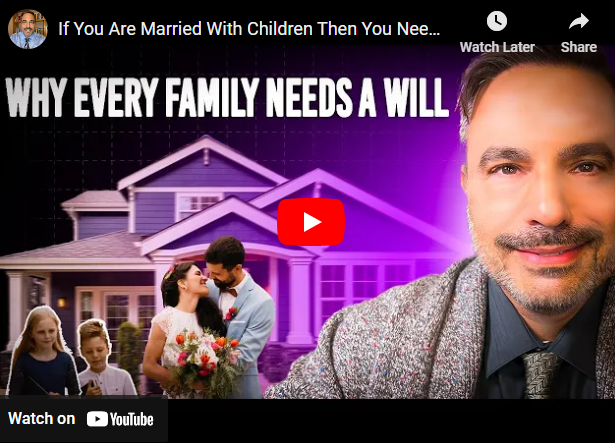 If You Are Married With Children Then You Nee...
Watch Later
Share
WHY EVERY FAMILY NEEDS A WILL
Watch on YouTube